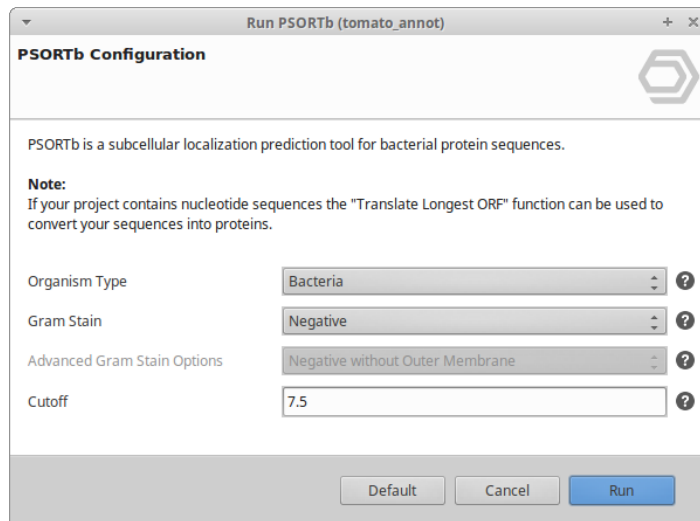 Run PSORTb (tomato_annot)
PSORTb Configuration
PSORTb is a subcellular localization prediction tool for bacterial protein sequences.
Note:
If your project contains nucleotide sequences the "Translate Longest ORF" function can be used to
convert your sequences into proteins.
Organism Type Bacteria ?
Gram Stain Negative ?
Advanced Gram Stain Options Negative without Outer Membrane ?
Cutoff 7.5 ?
Default Cancel Run